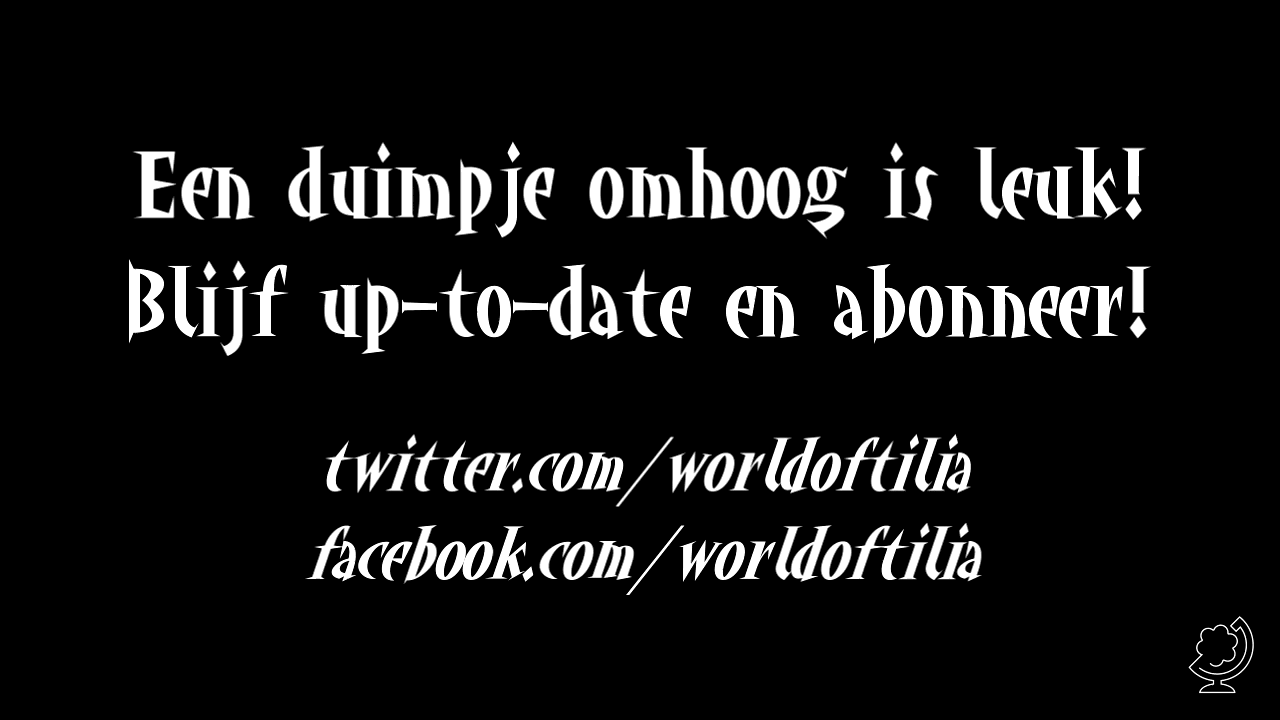 Een duimpje omhoog is leuk!
Blijf up-to-date en abonneer!
twitter.com/worldoftilia
facebook.com/worldoftilia